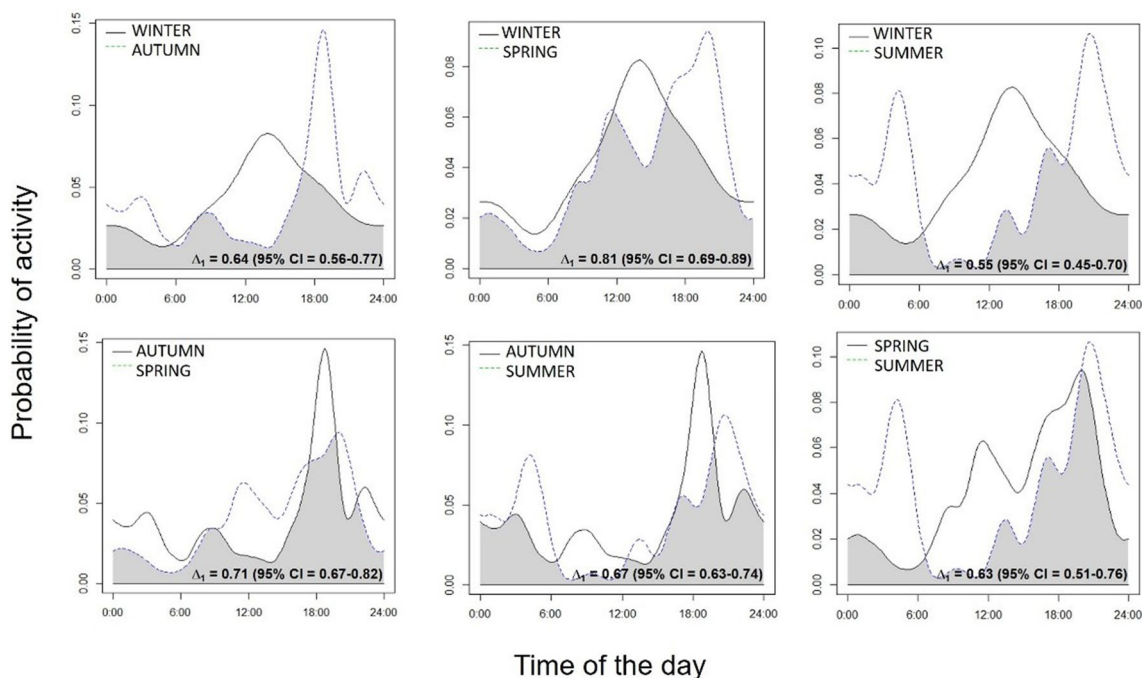 Probability of activity
WINTER
AUTUMN
0.15
0.10
0.05
0.00
Δ1 = 0.64 (95% CI = 0.56-0.77)
0:00 6:00 12:00 18:00 24:00
WINTER
SPRING
0.08
0.06
0.04
0.02
0.00
Δ1 = 0.81 (95% CI = 0.69-0.89)
0:00 6:00 12:00 18:00 24:00
WINTER
SUMMER
0.10
0.08
0.06
0.04
0.02
0.00
Δ1 = 0.55 (95% CI = 0.45-0.70)
0:00 6:00 12:00 18:00 24:00
AUTUMN
SPRING
0.15
0.10
0.05
0.00
Δ1 = 0.71 (95% CI = 0.67-0.82)
0:00 6:00 12:00 18:00 24:00
AUTUMN
SUMMER
0.15
0.10
0.05
0.00
Δ1 = 0.67 (95% CI = 0.63-0.74)
0:00 6:00 12:00 18:00 24:00
SPRING
SUMMER
0.10
0.08
0.06
0.04
0.02
0.00
Δ1 = 0.63 (95% CI = 0.51-0.76)
0:00 6:00 12:00 18:00 24:00
Time of the day